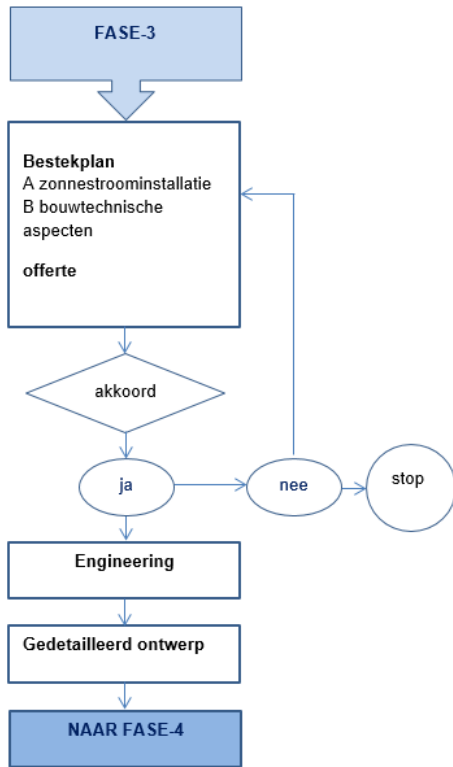 FASE-3
Bestekplan
A zonnestroominstallatie
B bouwtechnische
aspecten
offerte
akkoord
ja
nee
stop
Engineering
Gedetailleerd ontwerp
NAAR FASE-4